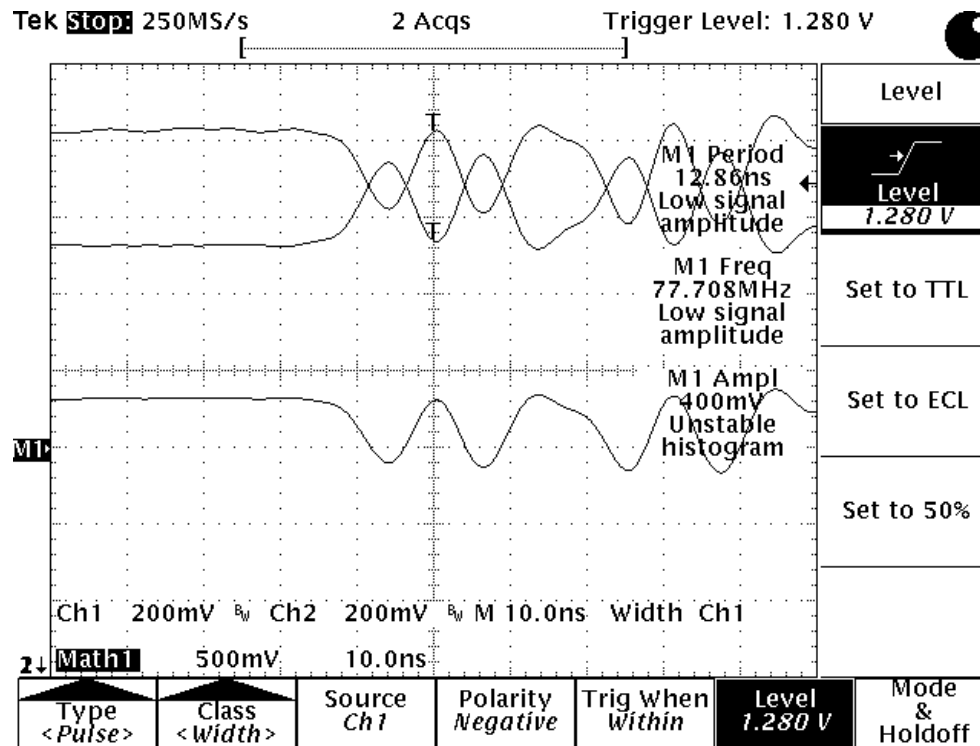 Tek Stop: 250MS/s 2 Acqs Trigger Level: 1.280 V
[ ]
T
T
M1 Period
12.86ns
Low signal
amplitude
M1 Freq
77.708MHz
Low signal
amplitude
M1 Ampl
400mV
Unstable
histogram
M1
Ch1 200mV BW Ch2 200mV BW M 10.0ns Width Ch1
2↓ Math1 500mV 10.0ns
Level
Level
1.280 V
Set to TTL
Set to ECL
Set to 50%
Type
<Pulse>
Class
<Width>
Source
Ch1
Polarity
Negative
Trig When
Within
Level
1.280 V
Mode
&
Holdoff